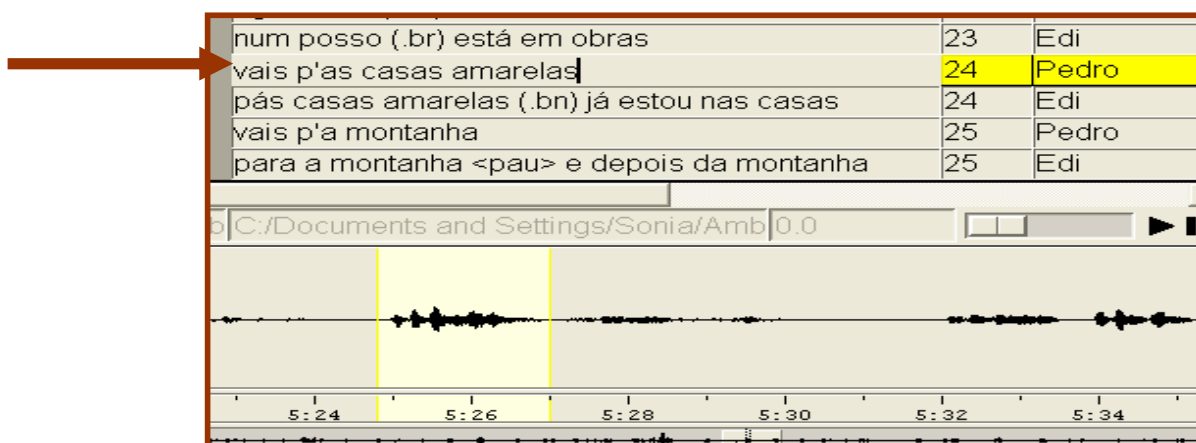 num posso (.br) está em obras 23 Edi
vais p'as casas amarelas 24 Pedro
pás casas amarelas (.bn) já estou nas casas 24 Edi
vais p'a montanha 25 Pedro
para a montanha <pau> e depois da montanha 25 Edi
b C:/Documents and Settings/Sonia/Amb 0.0
5:24 5:26 5:28 5:30 5:32 5:34